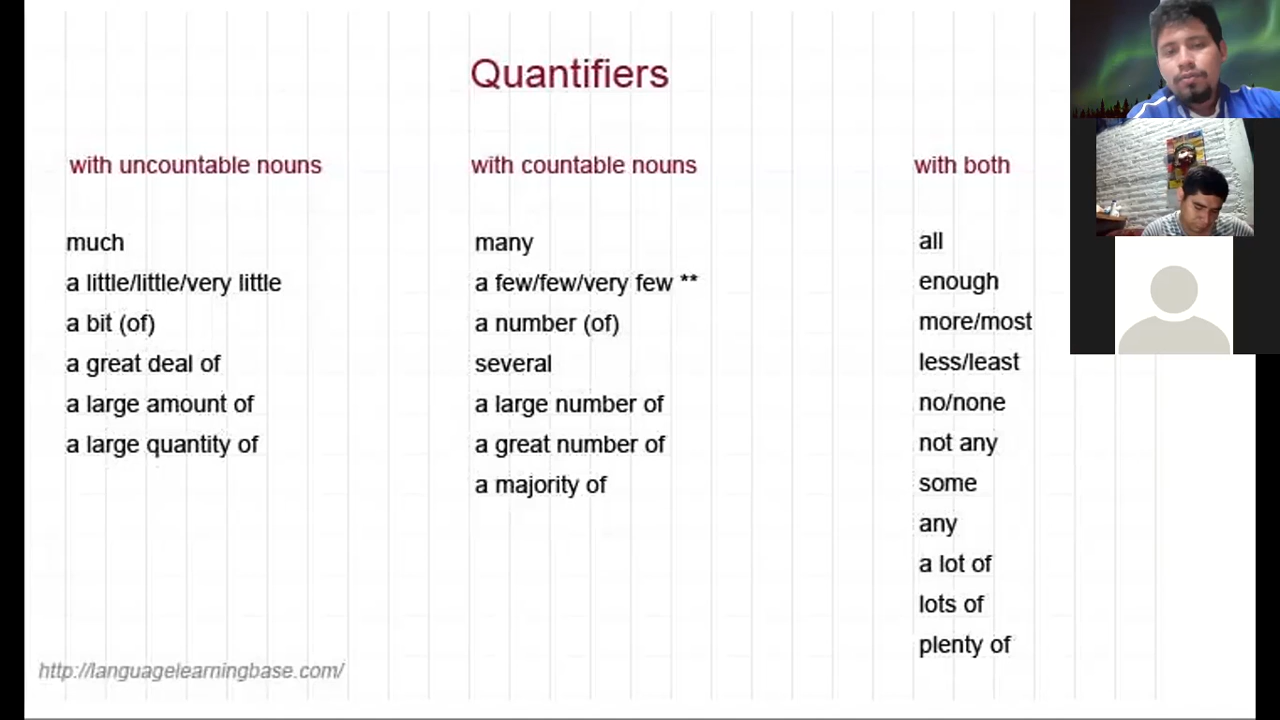 Quantifiers
with uncountable nouns
much
a little/little/very little
a bit (of)
a great deal of
a large amount of
a large quantity of
with countable nouns
many
a few/few/very few **
a number (of)
several
a large number of
a great number of
a majority of
with both
all
enough
more/most
less/least
no/none
not any
some
any
a lot of
lots of
plenty of
http://languagelearningbase.com/